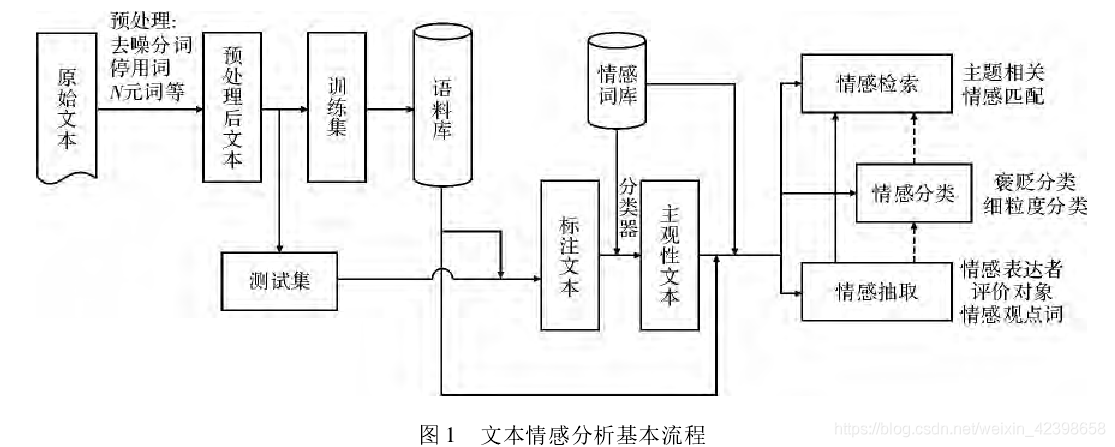 预处理:
去噪分词
停用词
N元词等
原始文本
预处理后文本
训练集
语料库
测试集
情感
词库
标注文本
分类器
主观性文本
情感检索
主题相关
情感匹配
情感分类
褒贬分类
细粒度分类
情感抽取
情感表达者
评价对象
情感观点词
图1 文本情感分析基本流程
https://blog.csdn.net/weixin_42398658